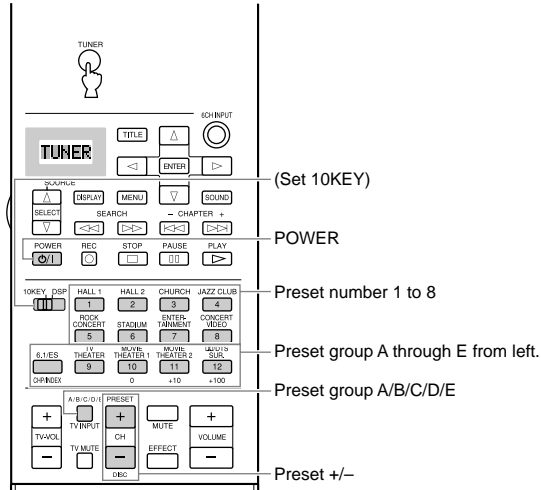 TUNER
6CH INPUT
TUNER
TITLE
ENTER
(Set 10KEY)
SOURCE
SELECT
DISPLAY
MENU
SOUND
SEARCH
– CHAPTER +
POWER
REC
STOP
PAUSE
PLAY
POWER
10KEY DSP
HALL 1
HALL 2
CHURCH
JAZZ CLUB
1
2
3
4
Preset number 1 to 8
ROCK CONCERT
STADIUM
ENTER-TAINMENT
CONCERT VIDEO
5
6
7
8
6.1/ES
TV THEATER
MOVIE THEATER 1
MOVIE THEATER 2
SUR.
Preset group A through E from left.
9
10
11
12
CHP/INDEX
0
+10
+100
A/B/C/D/E
PRESET
Preset group A/B/C/D/E
+
TV INPUT
+
MUTE
+
TV-VOL
CH
VOLUME
TV MUTE
EFFECT
–
–
–
DISC
Preset +/–